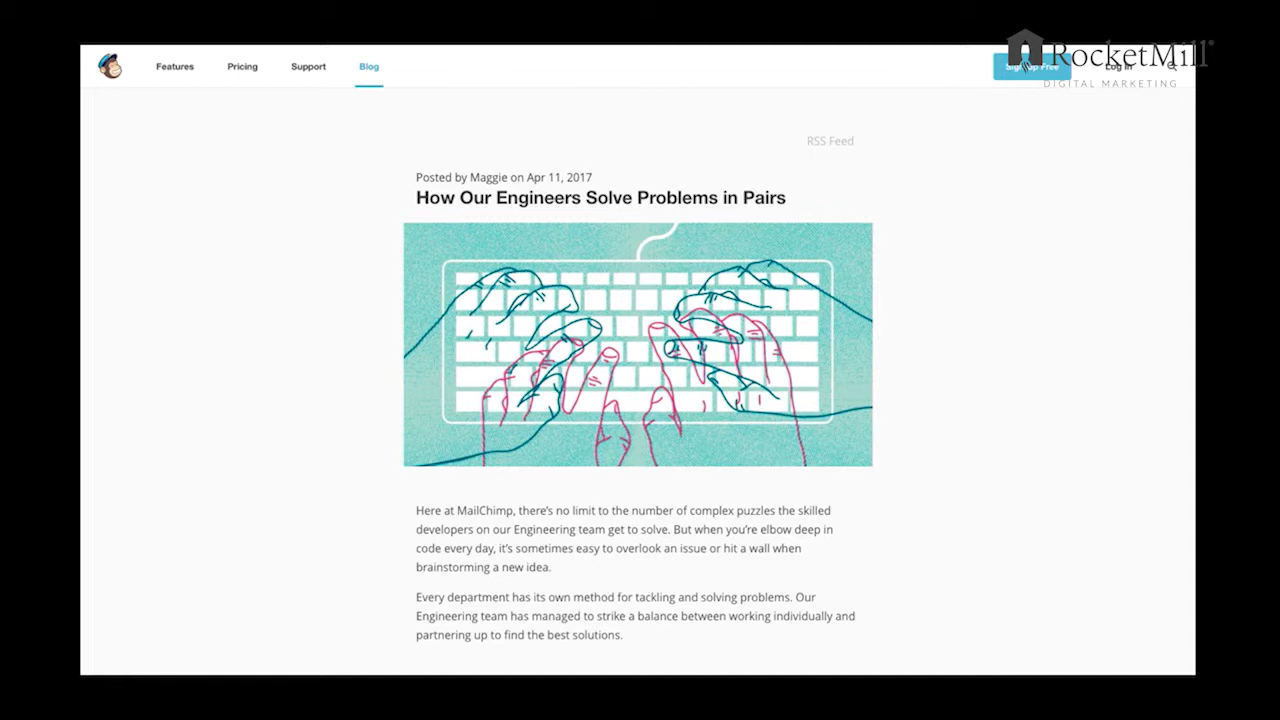 Features Pricing Support Blog
Sign Up Free Log In
RocketMill
DIGITAL MARKETING
RSS Feed
Posted by Maggie on Apr 11, 2017
How Our Engineers Solve Problems in Pairs
Here at MailChimp, there's no limit to the number of complex puzzles the skilled
developers on our Engineering team get to solve. But when you're elbow deep in
code every day, it's sometimes easy to overlook an issue or hit a wall when
brainstorming a new idea.
Every department has its own method for tackling and solving problems. Our
Engineering team has managed to strike a balance between working individually and
partnering up to find the best solutions.